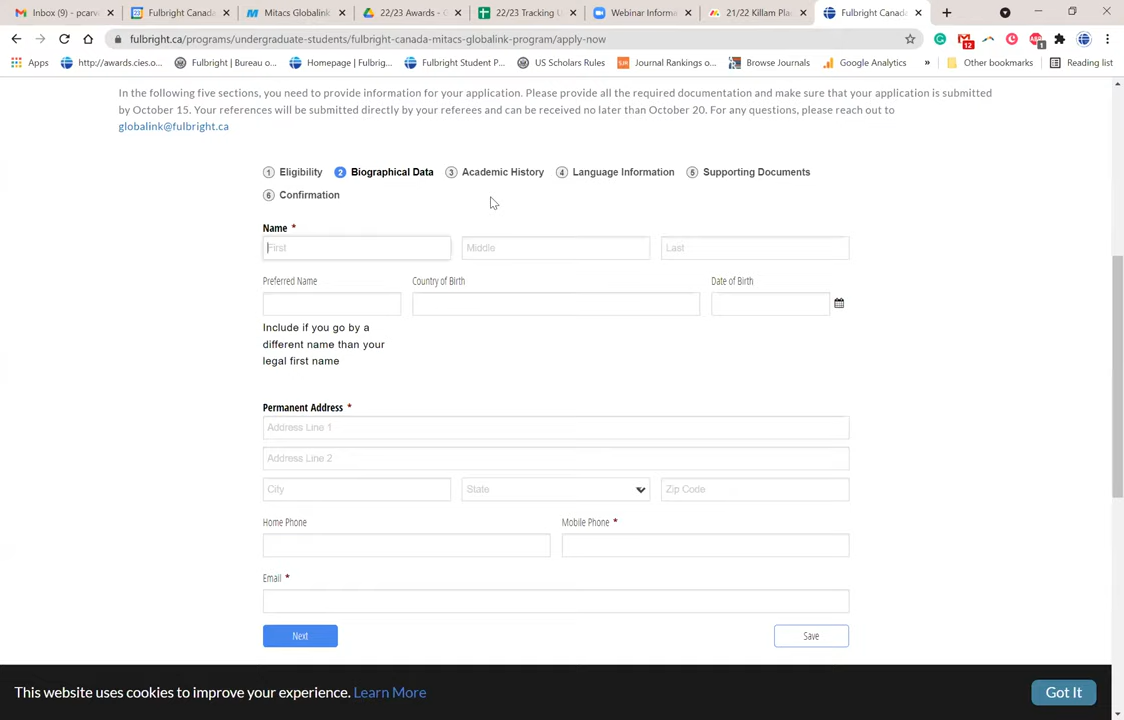 Inbox (9) - pcarv
Fulbright Canada
Mitacs Globalink
22/23 Awards - G
22/23 Tracking U
Webinar Informa
21/22 Killam Pla
Fulbright Canada
fulbright.ca/programs/undergraduate-students/fulbright-canada-mitacs-globalink-program/apply-now
12
1
Apps
http://awards.cies.o...
Fulbright | Bureau o...
Homepage | Fulbrig...
Fulbright Student P...
US Scholars Rules
Journal Rankings o...
Browse Journals
Google Analytics
»
Other bookmarks
Reading list
In the following five sections, you need to provide information for your application. Please provide all the required documentation and make sure that your application is submitted
by October 15. Your references will be submitted directly by your referees and can be received no later than October 20. For any questions, please reach out to
globalink@fulbright.ca
1 Eligibility
2 Biographical Data
3 Academic History
4 Language Information
5 Supporting Documents
6 Confirmation
Name *
First
Middle
Last
Preferred Name
Country of Birth
Date of Birth
Include if you go by a
different name than your
legal first name
Permanent Address *
Address Line 1
Address Line 2
City
State
Zip Code
Home Phone
Mobile Phone *
Email *
Next
Save
This website uses cookies to improve your experience. Learn More
Got It